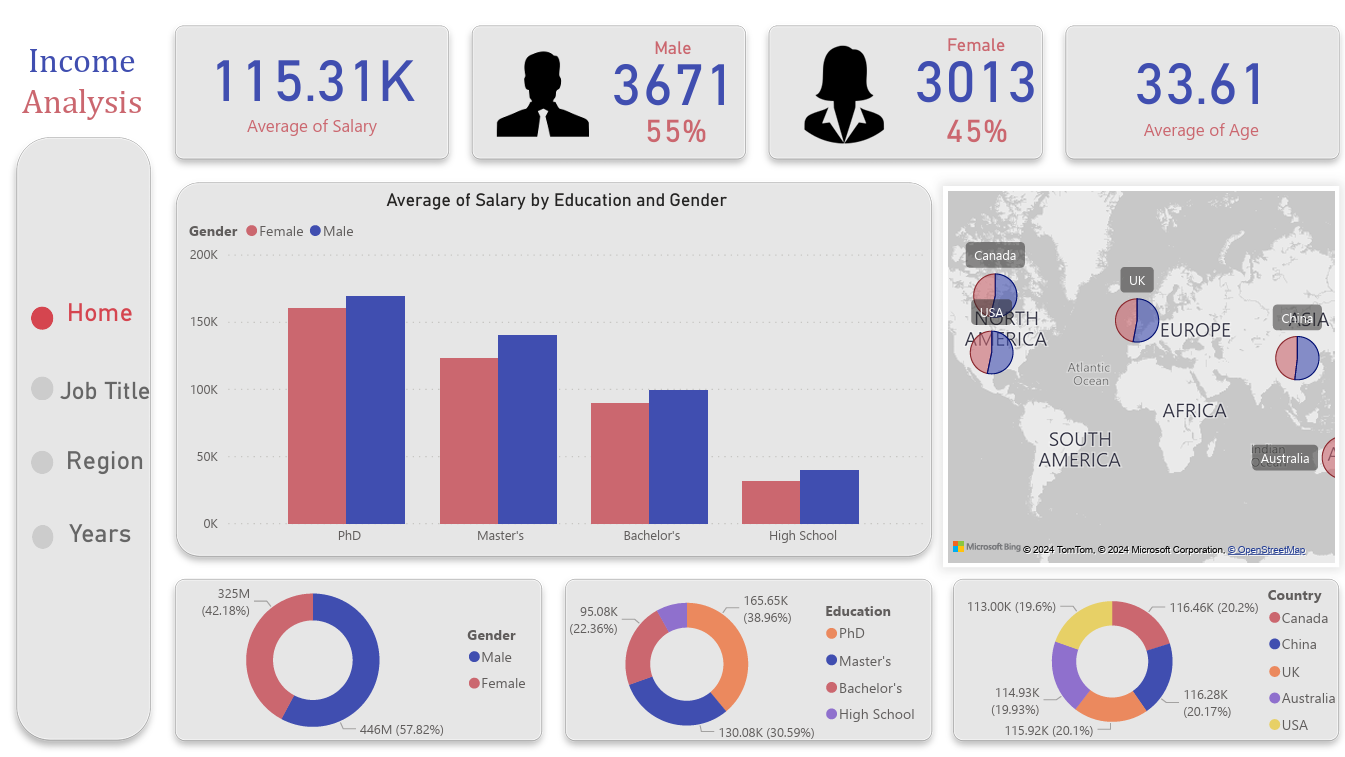 Income
Analysis
Home
Job Title
Region
Years
115.31K
Average of Salary
Male
3671
55%
Female
3013
45%
33.61
Average of Age
Average of Salary by Education and Gender
Gender Female Male
200K
150K
100K
50K
0K
PhD Master's Bachelor's High School
Canada
UK
USA
China
NORTH
AMERICA
EUROPE
ASIA
Atlantic
Ocean
AFRICA
SOUTH
AMERICA
Indian
Ocean
Australia
A
Microsoft Bing
© 2024 TomTom, © 2024 Microsoft Corporation, © OpenStreetMap
325M
(42.18%)
446M (57.82%)
Gender
Male
Female
95.08K
(22.36%)
165.65K
(38.96%)
130.08K (30.59%)
Education
PhD
Master's
Bachelor's
High School
113.00K (19.6%)
116.46K (20.2%)
114.93K
(19.93%)
116.28K
(20.17%)
115.92K (20.1%)
Country
Canada
China
UK
Australia
USA